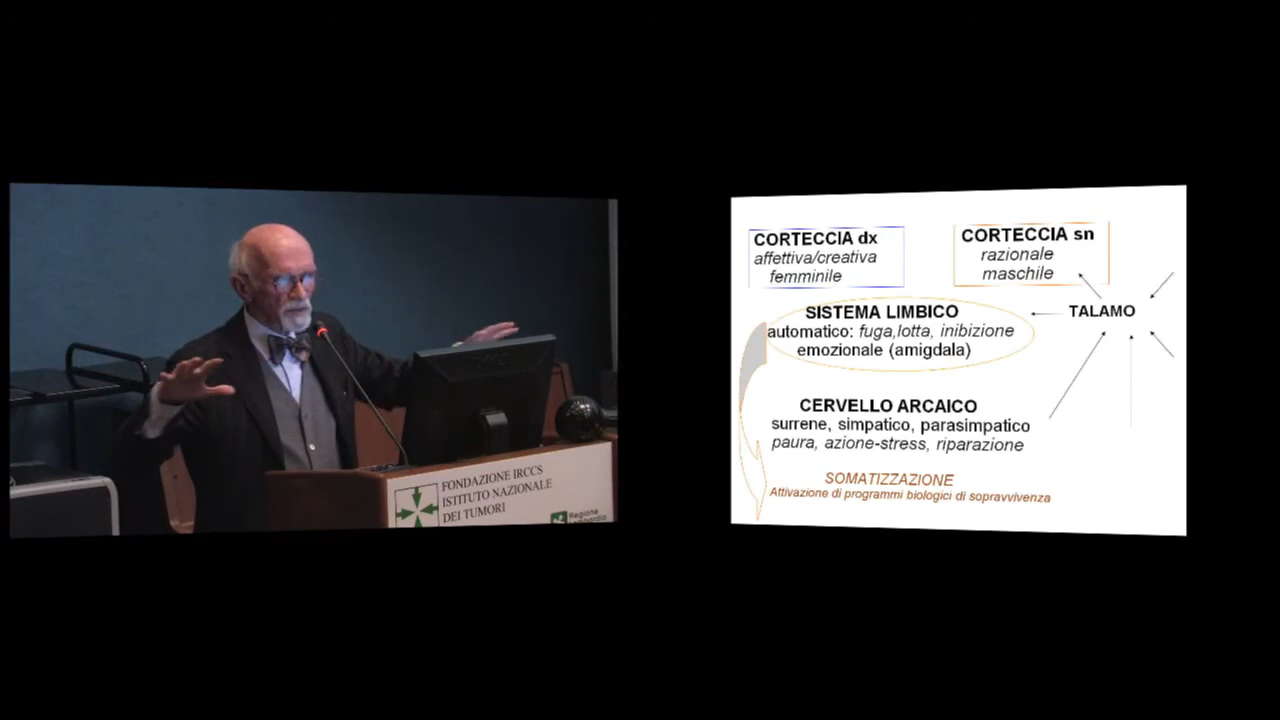 FONDAZIONE IRCCS
ISTITUTO NAZIONALE
DEI TUMORI
Regione
Lombardia
CORTECCIA dx
affettiva/creativa
femminile
CORTECCIA sn
razionale
maschile
SISTEMA LIMBICO
automatico: fuga,lotta, inibizione
emozionale (amigdala)
TALAMO
CERVELLO ARCAICO
surrene, simpatico, parasimpatico
paura, azione-stress, riparazione
SOMATIZZAZIONE
Attivazione di programmi biologici di sopravvivenza